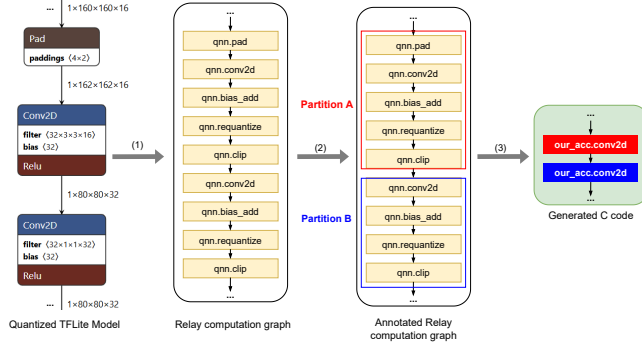 ... 1×160×160×16
Pad
paddings ⟨4×2⟩
1×162×162×16
Conv2D
filter ⟨32×3×3×16⟩
bias ⟨32⟩
Relu
1×80×80×32
Conv2D
filter ⟨32×1×1×32⟩
bias ⟨32⟩
Relu
... 1×80×80×32
Quantized TFLite Model
(1)
...
qnn.pad
qnn.conv2d
qnn.bias_add
qnn.requantize
qnn.clip
qnn.conv2d
qnn.bias_add
qnn.requantize
qnn.clip
...
Relay computation graph
(2)
Partition A
Partition B
...
qnn.pad
qnn.conv2d
qnn.bias_add
qnn.requantize
qnn.clip
qnn.conv2d
qnn.bias_add
qnn.requantize
qnn.clip
...
Annotated Relay
computation graph
(3)
...
our_acc.conv2d
our_acc.conv2d
...
Generated C code